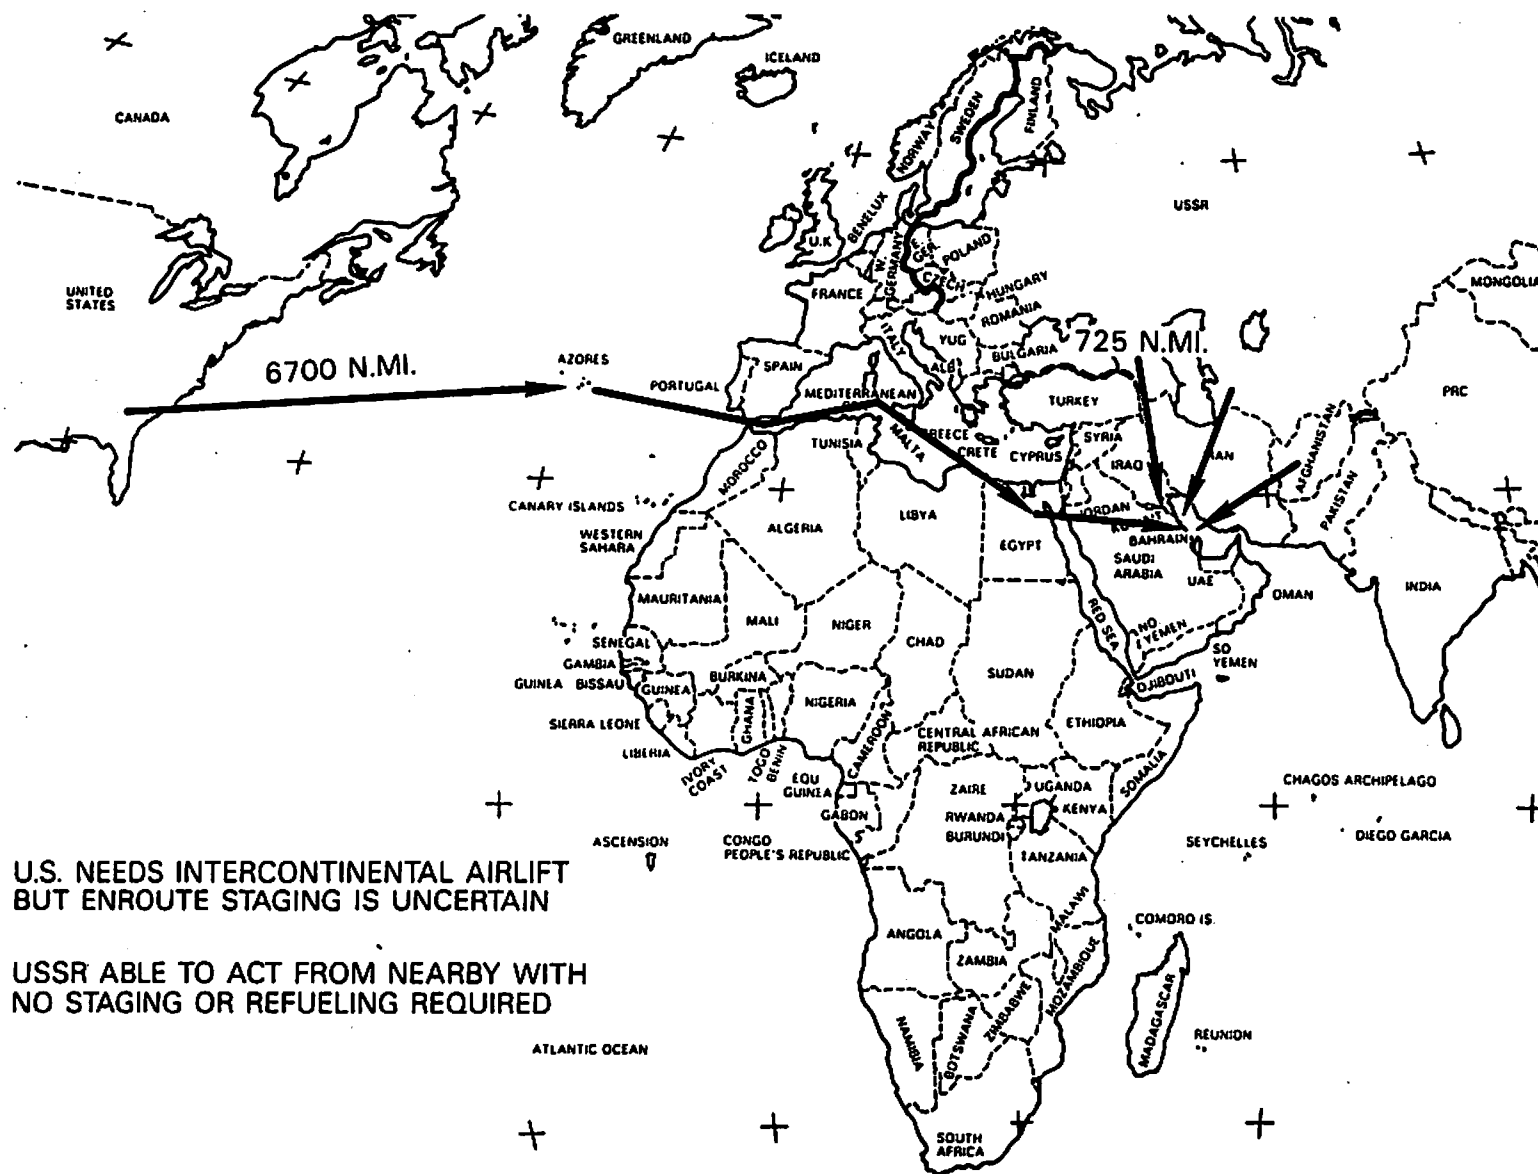 GREENLAND
ICELAND
CANADA
NORWAY
SWEDEN
FINLAND
USSR
U.K
BENELUX
W.
GERMANY
E.
GER.
POLAND
CZECH
HUNGARY
ROMANIA
MONGOLIA
UNITED
STATES
FRANCE
ITALY
YUG
ALB
BULGARIA
725 N.MI.
AZORES
6700 N.MI.
PORTUGAL
SPAIN
MEDITERRANEAN
TURKEY
PRC
GREECE
CRETE
CYPRUS
SYRIA
IRAQ
AFGHANISTAN
PAKISTAN
MALTA
TUNISIA
MOROCCO
CANARY ISLANDS
WESTERN
SAHARA
ALGERIA
LIBYA
EGYPT
JORDAN
BAHRAIN
SAUDI
ARABIA
UAE
OMAN
INDIA
MAURITANIA
MALI
NIGER
CHAD
RED SEA
NO.
YEMEN
SO
YEMEN
SENEGAL
GAMBIA
GUINEA BISSAU
GUINEA
BURKINA
GHANA
NIGERIA
SUDAN
DJIBOUTI
ETHIOPIA
SIERRA LEONE
LIBERIA
IVORY
COAST
TOGO
BENIN
CAMEROON
CENTRAL AFRICAN
REPUBLIC
SOMALIA
EQU
GUINEA
GABON
ZAIRE
UGANDA
KENYA
RWANDA
BURUNDI
CHAGOS ARCHIPELAGO
DIEGO GARCIA
SEYCHELLES
ASCENSION
CONGO
PEOPLE'S REPUBLIC
TANZANIA
U.S. NEEDS INTERCONTINENTAL AIRLIFT
BUT ENROUTE STAGING IS UNCERTAIN
ANGOLA
ZAMBIA
MALAWI
MOZAMBIQUE
COMORO IS.
USSR ABLE TO ACT FROM NEARBY WITH
NO STAGING OR REFUELING REQUIRED
NAMIBIA
BOTSWANA
ZIMBABWE
MADAGASCAR
REUNION
ATLANTIC OCEAN
SOUTH
AFRICA